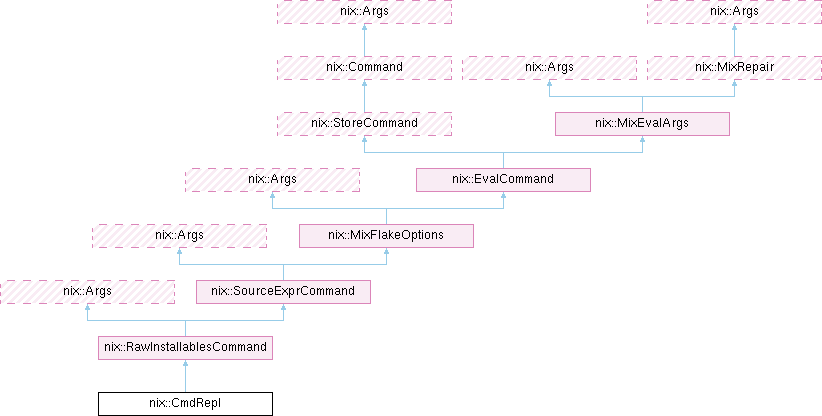 nix::Args
nix::Args
nix::Command
nix::Args
nix::MixRepair
nix::StoreCommand
nix::MixEvalArgs
nix::Args
nix::EvalCommand
nix::Args
nix::MixFlakeOptions
nix::Args
nix::SourceExprCommand
nix::RawInstallablesCommand
nix::CmdRepl